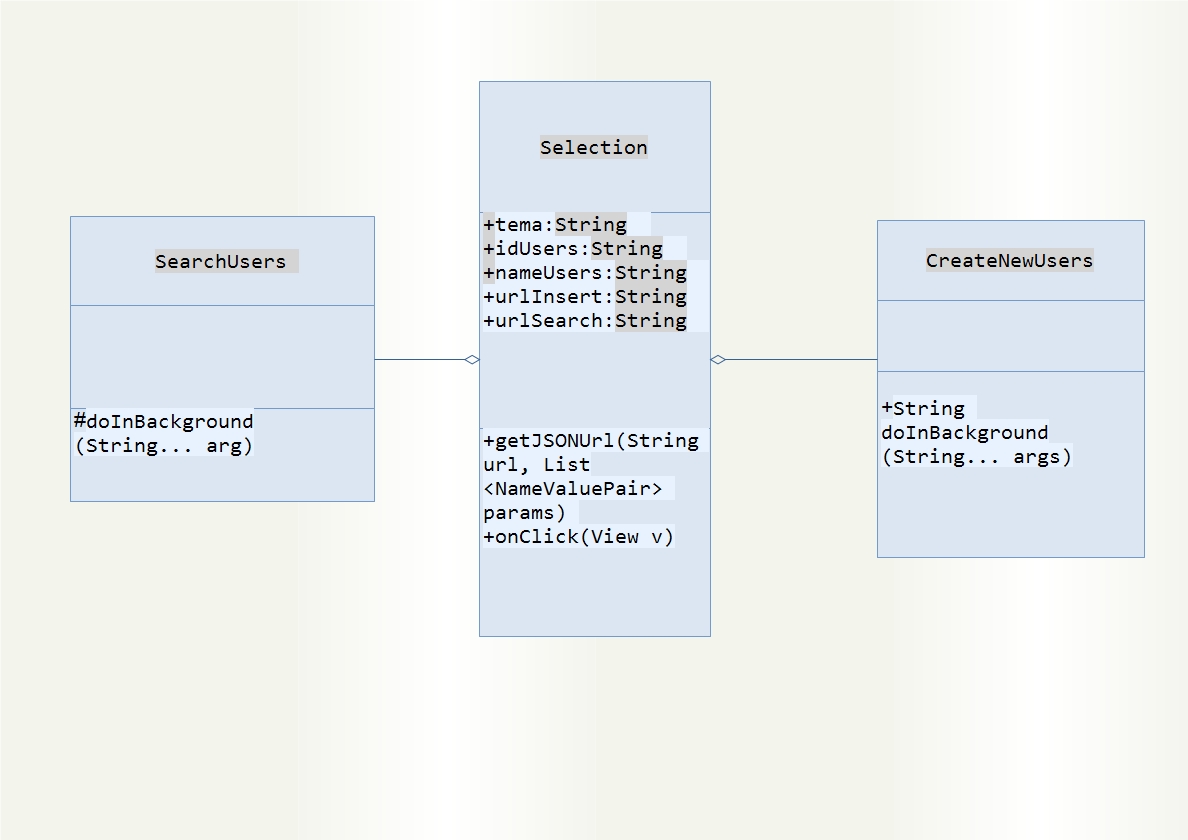 Selection
+tema:String
+idUsers:String
+nameUsers:String
+urlInsert:String
+urlSearch:String
+getJSONUrl(String
url, List
<NameValuePair>
params)
+onClick(View v)
SearchUsers
#doInBackground
(String... arg)
CreateNewUsers
+String
doInBackground
(String... args)